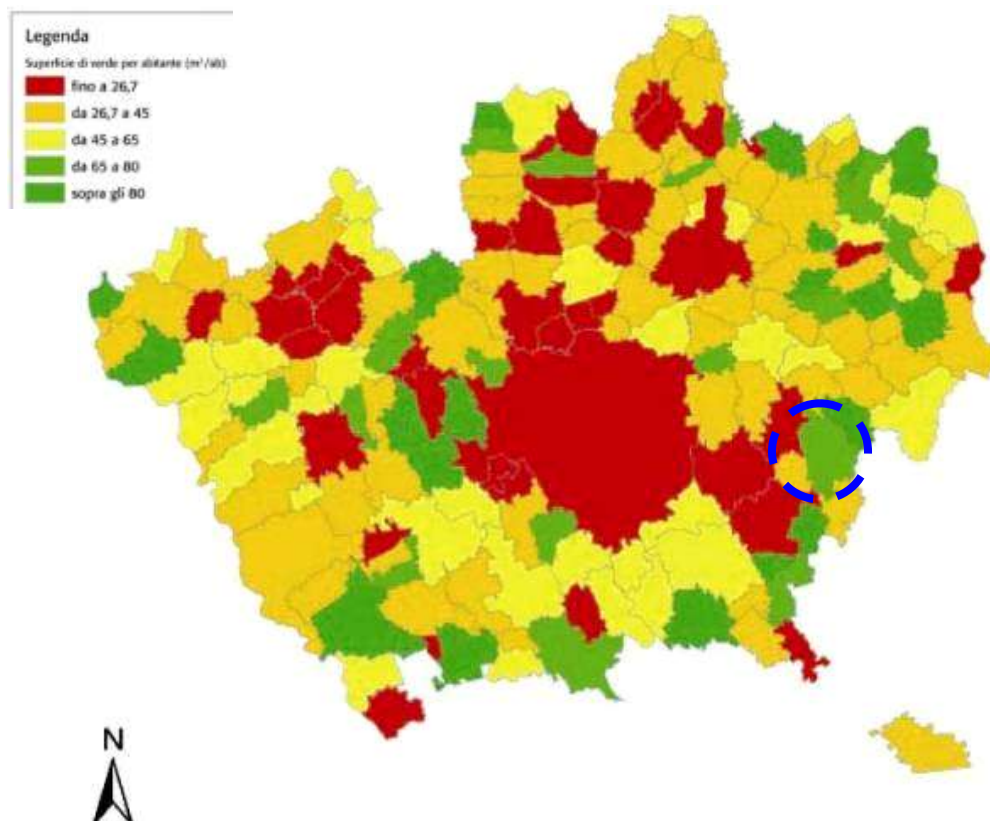 Legenda
Superficie di verde per abitante (m²/ab)
fino a 26,7
da 26,7 a 45
da 45 a 65
da 65 a 80
sopra gli 80
N